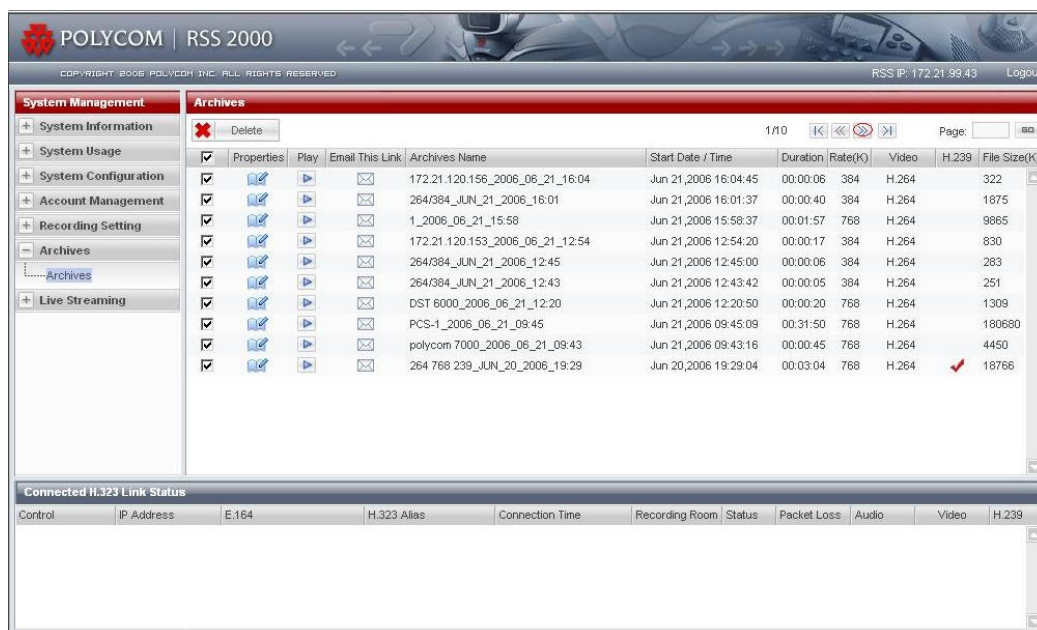 POLYCOM | RSS 2000
COPYRIGHT 2006 POLYCOM INC. ALL RIGHTS RESERVED
RSS IP: 172.21.99.43 Logou
System Management
+ System Information
+ System Usage
+ System Configuration
+ Account Management
+ Recording Setting
− Archives
Archives
+ Live Streaming
Archives
Delete 1/10 Page: GO
Properties Play Email This Link Archives Name Start Date / Time Duration Rate(K) Video H.239 File Size(K
172.21.120.156_2006_06_21_16:04 Jun 21,2006 16:04:45 00:00:06 384 H.264 322
264/384_JUN_21_2006_16:01 Jun 21,2006 16:01:37 00:00:40 384 H.264 1875
1_2006_06_21_15:58 Jun 21,2006 15:58:37 00:01:57 768 H.264 9865
172.21.120.153_2006_06_21_12:54 Jun 21,2006 12:54:20 00:00:17 384 H.264 830
264/384_JUN_21_2006_12:45 Jun 21,2006 12:45:00 00:00:06 384 H.264 283
264/384_JUN_21_2006_12:43 Jun 21,2006 12:43:42 00:00:05 384 H.264 251
DST 6000_2006_06_21_12:20 Jun 21,2006 12:20:50 00:00:20 768 H.264 1309
PCS-1_2006_06_21_09:45 Jun 21,2006 09:45:09 00:31:50 768 H.264 180680
polycom 7000_2006_06_21_09:43 Jun 21,2006 09:43:16 00:00:45 768 H.264 4450
264 768 239_JUN_20_2006_19:29 Jun 20,2006 19:29:04 00:03:04 768 H.264 18766
Connected H.323 Link Status
Control IP Address E.164 H.323 Alias Connection Time Recording Room Status Packet Loss Audio Video H.239